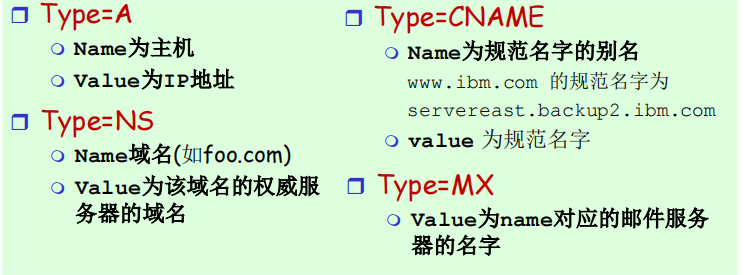 Type=A
Name为主机
Value为IP地址
Type=NS
Name域名(如foo.com)
Value为该域名的权威服
务器的域名
Type=CNAME
Name为规范名字的别名
www.ibm.com 的规范名字为
servereast.backup2.ibm.com
value 为规范名字
Type=MX
Value为name对应的邮件服务
器的名字